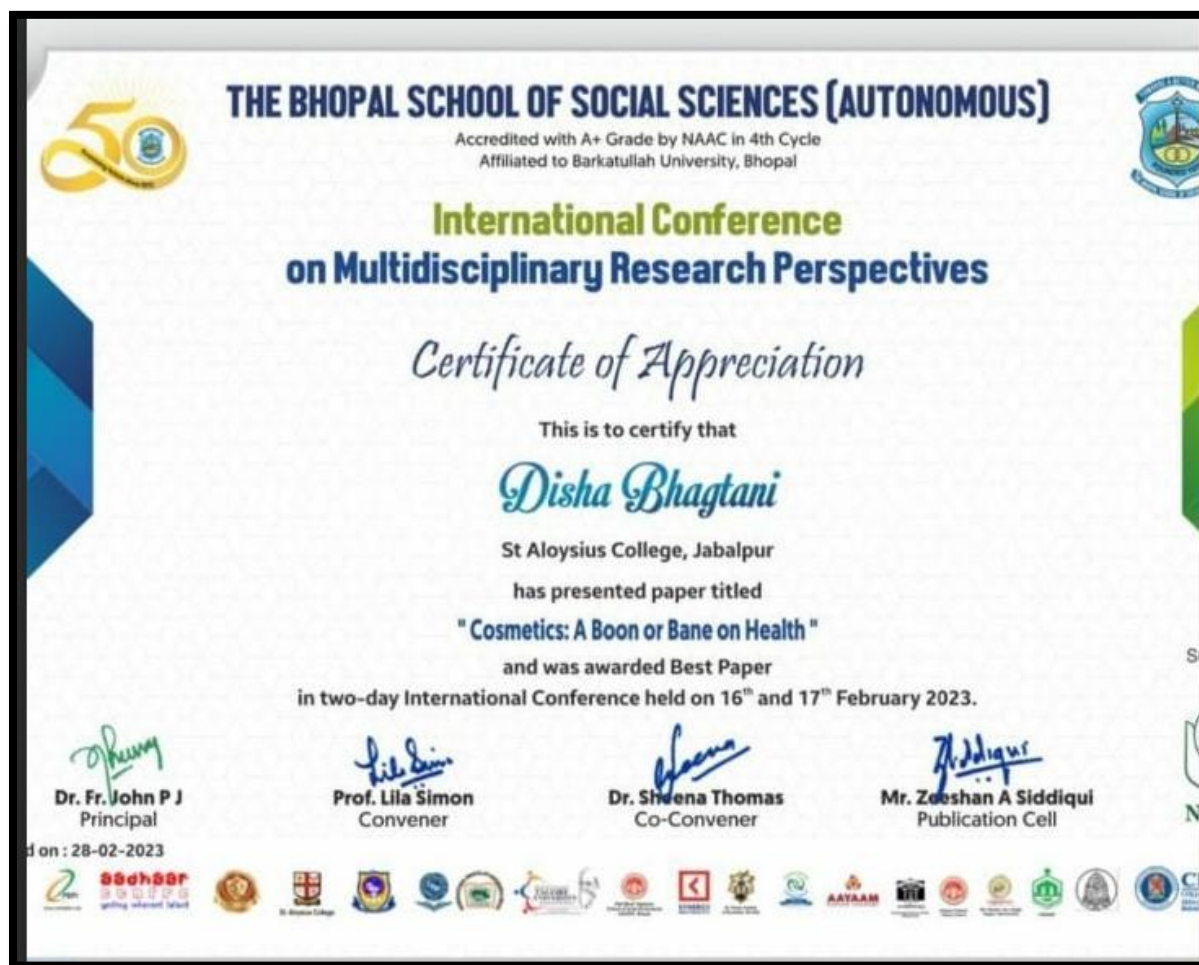 50
THE BHOPAL SCHOOL OF SOCIAL SCIENCES (AUTONOMOUS)
Accredited with A+ Grade by NAAC in 4th Cycle
Affiliated to Barkatullah University, Bhopal
International Conference
on Multidisciplinary Research Perspectives
Certificate of Appreciation
This is to certify that
Disha Bhagtani
St Aloysius College, Jabalpur
has presented paper titled
" Cosmetics: A Boon or Bane on Health "
and was awarded Best Paper
in two-day International Conference held on 16th and 17th February 2023.
Dr. Fr. John P J
Principal
Prof. Lila Simon
Convener
Dr. Sheena Thomas
Co-Convener
Mr. Zeeshan A Siddiqui
Publication Cell
d on : 28-02-2023
aadhaar
AAYAAM